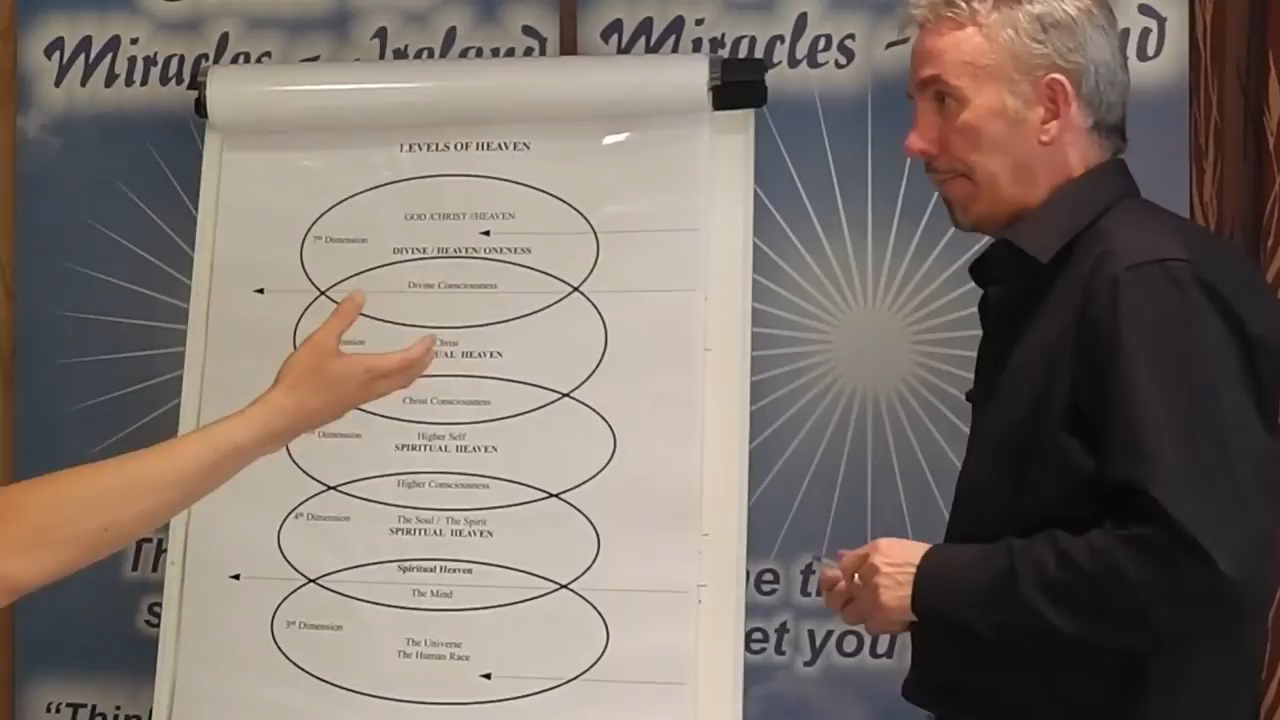 Miracles - Ireland
Miracles -
LEVELS OF HEAVEN
GOD /CHRIST /HEAVEN
7th Dimension
DIVINE / HEAVEN/ ONENESS
Divine Consciousness
Christ
HEAVEN
Christ Consciousness
Dimension
Higher Self
SPIRITUAL HEAVEN
Higher Consciousness
4th Dimension
The Soul / The Spirit
SPIRITUAL HEAVEN
Spiritual Heaven
The Mind
3rd Dimension
The Universe
The Human Race
et you